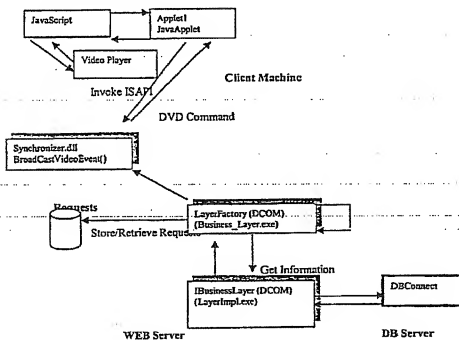 JavaScript
Applet1
JavaApplet
Video Player
Client Machine
Invoke ISAPI
DVD Command
Synchronizer.dll
BroadCastVideoEvent()
Requests
LayerFactory (DCOM)
(Business_Layer.exe)
Store/Retrieve Requests
Get Information
IBusinessLayer (DCOM)
(LayerImpl.exe)
DBConnect
WEB Server
DB Server